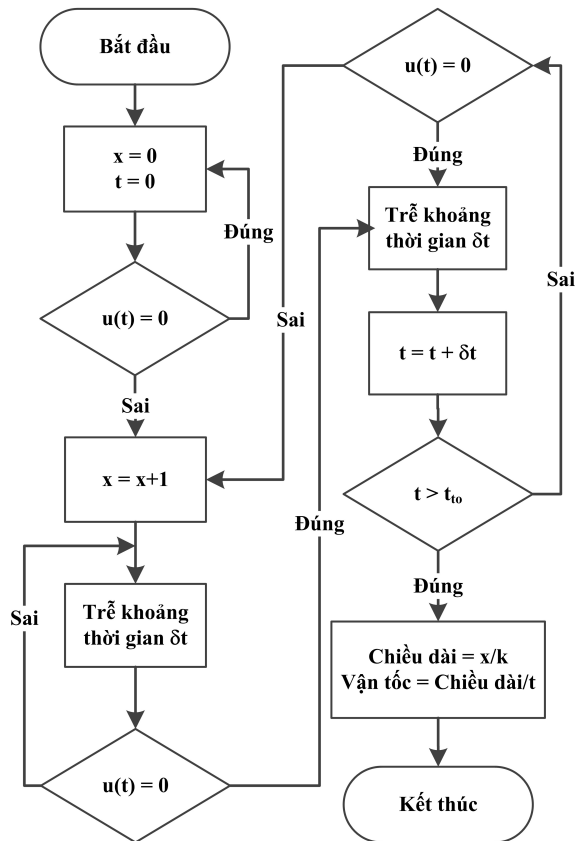 Bắt đầu
x = 0
t = 0
Đúng
u(t) = 0
Sai
x = x+1
Sai
Trễ khoảng
thời gian δt
u(t) = 0
Đúng
u(t) = 0
Đúng
Sai
Trễ khoảng
thời gian δt
t = t + δt
Sai
t > tto
Đúng
Chiều dài = x/k
Vận tốc = Chiều dài/t
Kết thúc